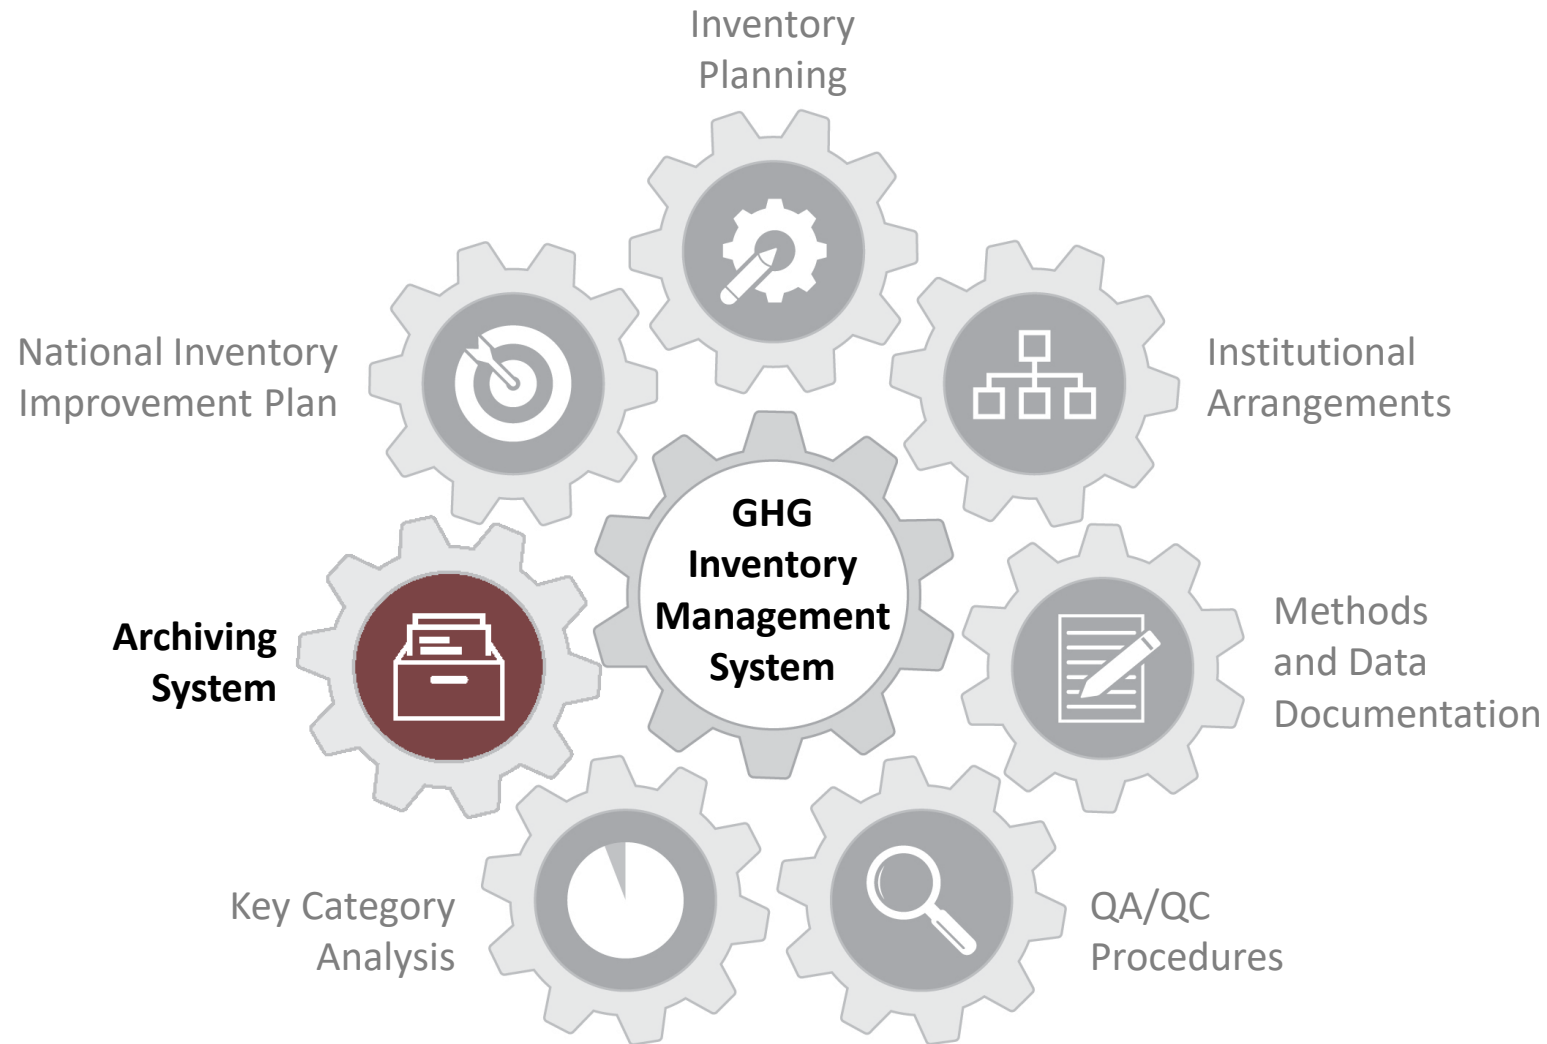 Inventory
Planning
National Inventory
Improvement Plan
Institutional
Arrangements
GHG
Inventory
Management
System
Archiving
System
Methods
and Data
Documentation
Key Category
Analysis
QA/QC
Procedures